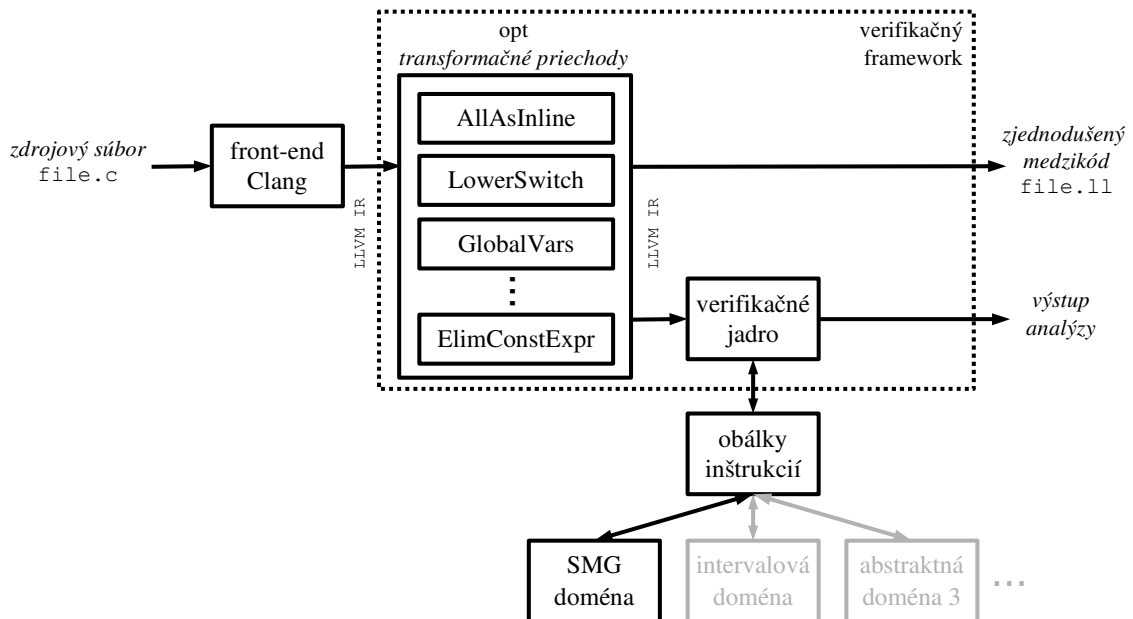 opt
transformačné priechody
verifikačný
framework
AllAsInline
zdrojový súbor
file.c
front-end
Clang
LLVM IR
LowerSwitch
LLVM IR
zjednodušený
medzikód
file.ll
GlobalVars
ElimConstExpr
verifikačné
jadro
výstup
analýzy
obálky
inštrukcií
SMG
doména
intervalová
doména
abstraktná
doména 3
...